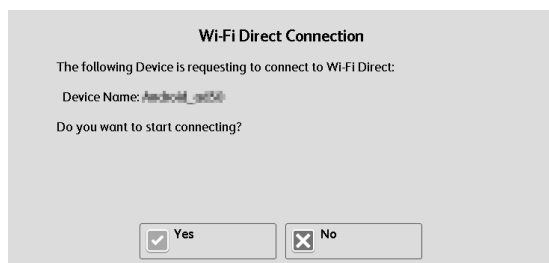 Wi-Fi Direct Connection
The following Device is requesting to connect to Wi-Fi Direct:
Device Name:
Do you want to start connecting?
Yes
No